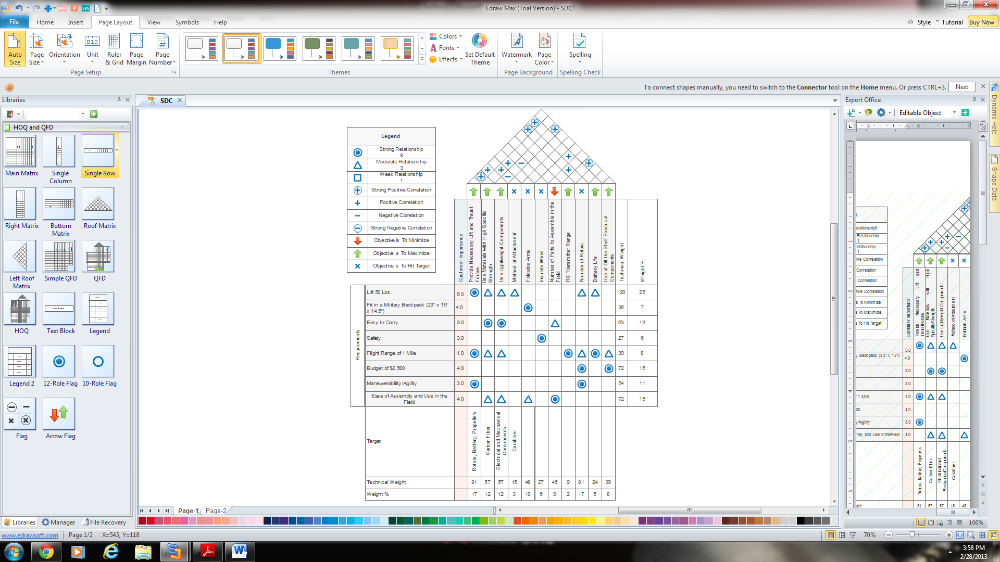 Edraw Max (Trial Version) - SDC
File
Home
Insert
Page Layout
View
Symbols
Help
Style
Tutorial
Buy Now
Auto
Size
Page
Size
Orientation
Unit
Ruler
& Grid
Page
Margin
Page
Number
Page Setup
Themes
Colors
Fonts
Effects
Set Default
Theme
Watermark
Page
Color
Page Background
Spelling
Spelling Check
To connect shapes manually, you need to switch to the Connector tool on the Home menu. Or press CTRL+3.
Next
Libraries
HOQ and QFD
Main Matrix
Single
Column
Single Row
Right Matrix
Bottom
Matrix
Roof Matrix
Left Roof
Matrix
Simple QFD
QFD
HOQ
Text Block
Legend
Legend 2
12-Role Flag
10-Role Flag
Flag
Arrow Flag
Libraries
Manager
File Recovery
SDC
Legend
Strong Relationship
9
Moderate Relationship
3
Weak Relationship
1
Strong Positive Correlation
Positive Correlation
Negative Correlation
Strong Negative Correlation
Objective is To Minimize
Objective is To Maximize
Objective is To Hit Target
Customer Importance
Provide Necessary Lift and Thrust
Forces
Use Materials with High Specific
Strength
Use Lightweight Components
Method of Attachment
Foldable Arms
Insulate Wires
Number of Parts to Aseemble in the
Field
RC Transmitter Range
Number of Rotors
Battery Life
Use of Off the Shelf Electrical
Components
Technical Weight
Weight %
Requirements
Lift 50 Lbs. 5.0 120 25
Fit in a Military Backpack (23" x 15"
x 14.5") 4.0 36 7
Easy to Carry 3.0 63 13
Safety 3.0 27 6
Flight Range of 1 Mile 1.0 39 8
Budget of $2,500 4.0 72 15
Maneuverability/Agility 3.0 54 11
Ease of Assembly and Use in the
Field 4.0 72 15
Target
Rotors, Battery, Propellers
Carbon Fiber
Electrical and Mechanical
Components
Carabiner
Technical Weight 81 57 57 15 48 27 45 9 81 24 39
Weight % 17 12 12 3 10 6 9 2 17 5 8
Page-1
Page-2
Export Office
Editable Object
5 6 7
elationship9
Relationship
3
elationship
1
ive Correlation
Correlation
Correlation
tive Correlation
s To Minimize
s To Maximize
s To Hit Target
Customer Importance
Provide Necessary Lift and
ThrustForces
Use Materials with High
SpecificStrength
Use LightweightComponents
Method of Attachment
Foldable Arms
5.0
Backpack (23" x 15"x
4.0
3.0
3.0
1 Mile 1.0
00 4.0
y/Agility 3.0
bly and Use in theField 4.0
Rotors, Battery, Propellers
Carbon Fiber
Electrical and
MechanicalComponents
Carabiner
ght 81 57 57 15 48
100%
Dynamic Help
Shape Data
www.edrawsoft.com
Page 1/2
X=545, Y=118
70%
3:58 PM
2/28/2013